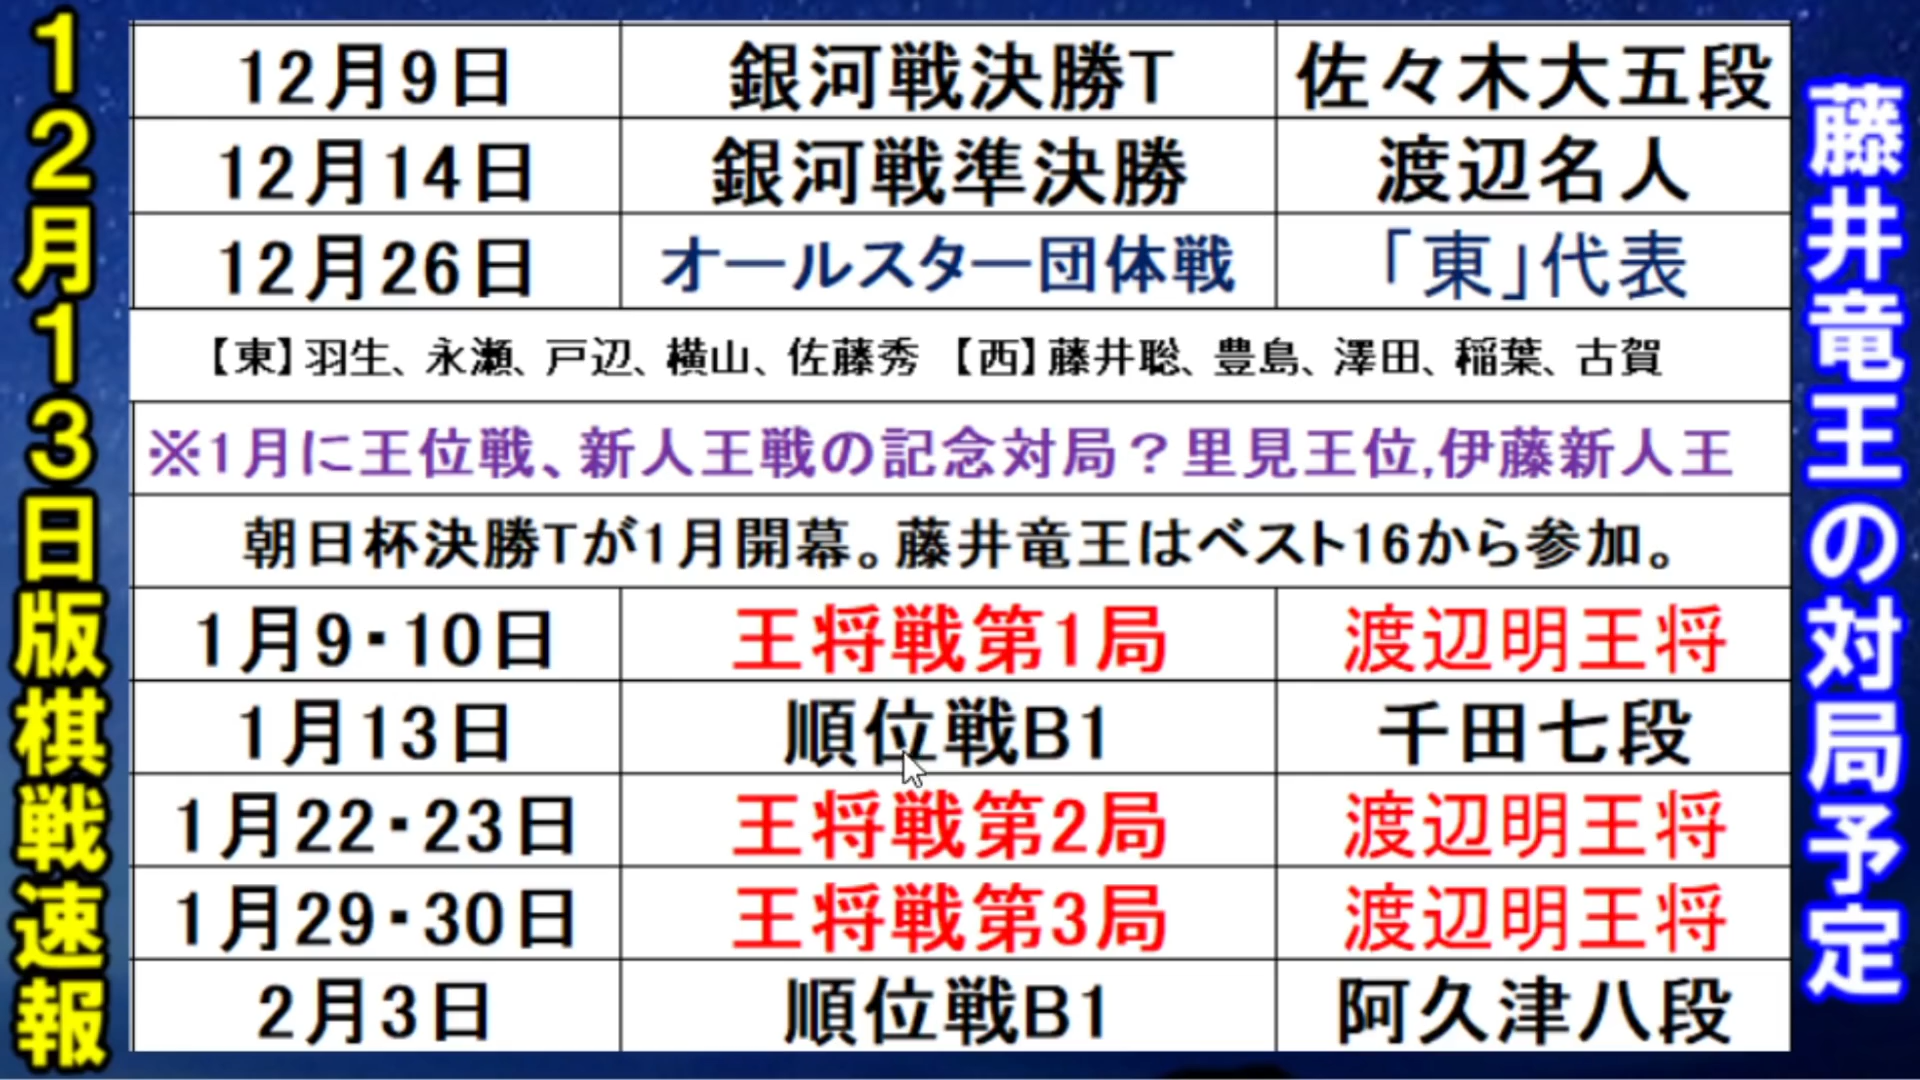 12月13日版棋戦速報
12月9日 銀河戦決勝T 佐々木大五段
12月14日 銀河戦準決勝 渡辺名人
12月26日 オールスター団体戦 「東」代表
【東】羽生、永瀬、戸辺、横山、佐藤秀 【西】藤井聡、豊島、澤田、稲葉、古賀
※1月に王位戦、新人王戦の記念対局？里見王位,伊藤新人王
朝日杯決勝Tが1月開幕。藤井竜王はベスト16から参加。
1月9・10日 王将戦第1局 渡辺明王将
1月13日 順位戦B1 千田七段
1月22・23日 王将戦第2局 渡辺明王将
1月29・30日 王将戦第3局 渡辺明王将
2月3日 順位戦B1 阿久津八段
藤井竜王の対局予定